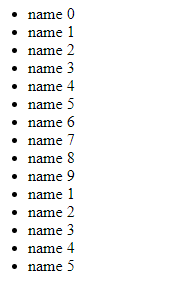 • name 0
• name 1
• name 2
• name 3
• name 4
• name 5
• name 6
• name 7
• name 8
• name 9
• name 1
• name 2
• name 3
• name 4
• name 5